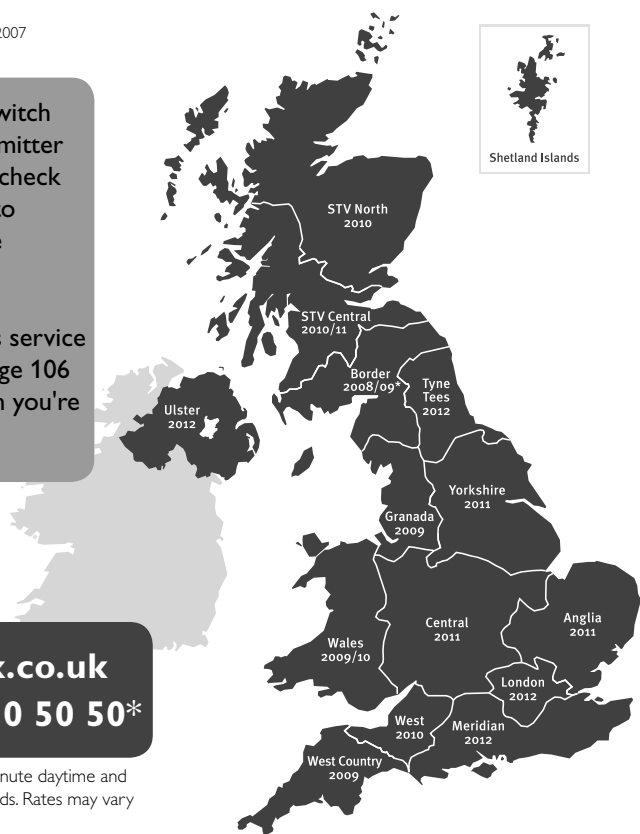 2007
witch
mitter
check
to
e
s service
ge 106
n you're
x.co.uk
0 50 50*
nute daytime and
ds. Rates may vary
Shetland Islands
STV North
2010
STV Central
2010/11
Border
2008/09*
Tyne
Tees
2012
Ulster
2012
Yorkshire
2011
Granada
2009
Wales
2009/10
Central
2011
Anglia
2011
London
2012
West
2010
Meridian
2012
West Country
2009